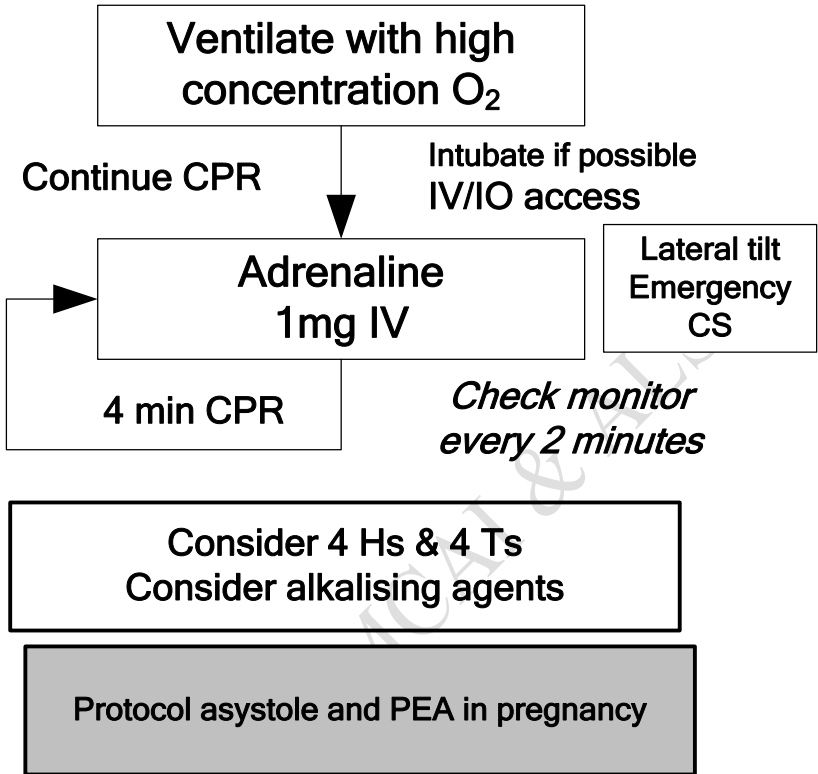 Ventilate with high
concentration O₂
Continue CPR
Intubate if possible
IV/IO access
Adrenaline
1mg IV
Lateral tilt
Emergency
CS
4 min CPR
Check monitor
every 2 minutes
Consider 4 Hs & 4 Ts
Consider alkalising agents
Protocol asystole and PEA in pregnancy
MCAI & ALS